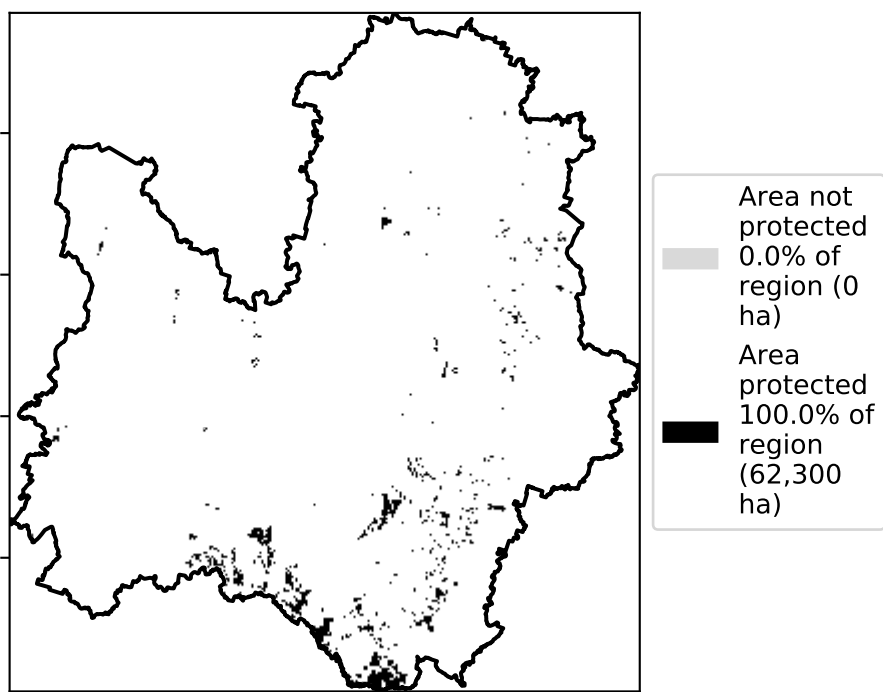 Area not
protected
0.0% of
region (0
ha)
Area
protected
100.0% of
region
(62,300
ha)